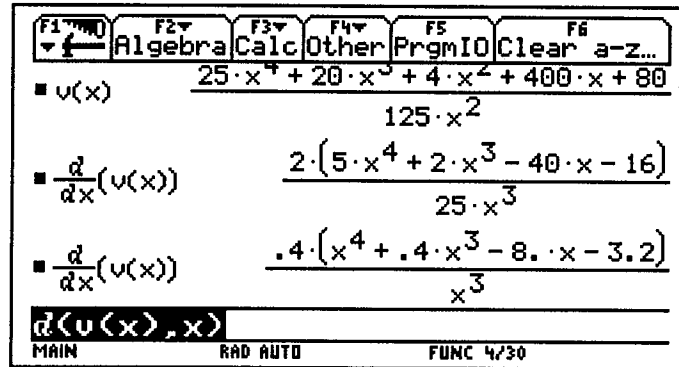 F1 F2 F3 F4 F5 F6
Algebra Calc Other PrgmIO Clear a-z…
▪ v(x) (25·x⁴ + 20·x³ + 4·x² + 400·x + 80)/(125·x²)
▪ d/dx(v(x)) 2·(5·x⁴ + 2·x³ - 40·x - 16)/(25·x³)
▪ d/dx(v(x)) .4·(x⁴ + .4·x³ - 8.·x - 3.2)/x³
d(v(x),x)
MAIN RAD AUTO FUNC 4/30